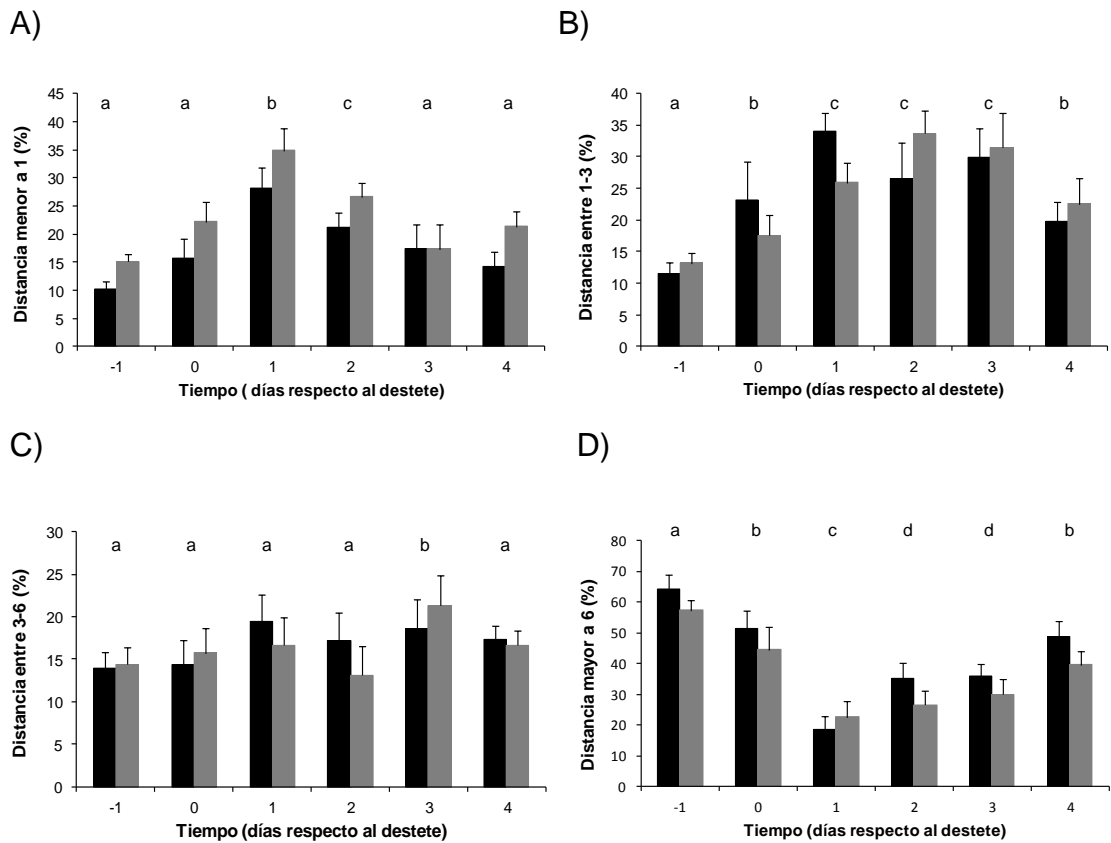 A)
45
40
35
30
25
20
15
10
5
0
Distancia menor a 1 (%)
a a b c a a
-1 0 1 2 3 4
Tiempo ( días respecto al destete)
B)
40
35
30
25
20
15
10
5
0
Distancia entre 1-3 (%)
a b c c c b
-1 0 1 2 3 4
Tiempo (días respecto al destete)
C)
30
25
20
15
10
5
0
Distancia entre 3-6 (%)
a a a a b a
-1 0 1 2 3 4
Tiempo (días respecto al destete)
D)
80
70
60
50
40
30
20
10
0
Distancia mayor a 6 (%)
a b c d d b
-1 0 1 2 3 4
Tiempo (días respecto al destete)